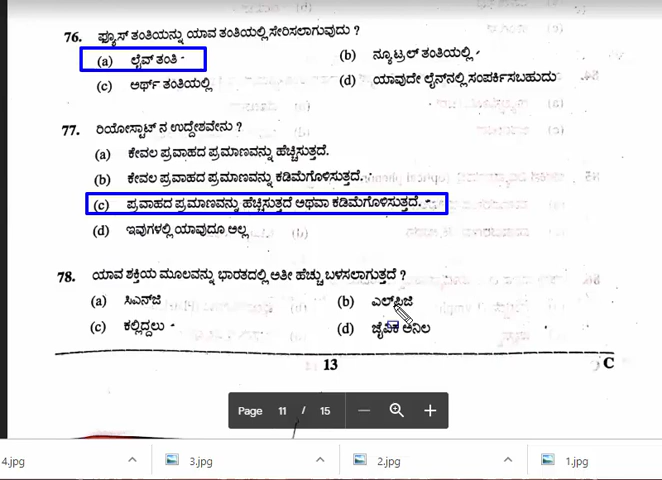 76. ಫ್ಯೂಸ್ ತಂತಿಯನ್ನು ಯಾವ ತಂತಿಯಲ್ಲಿ ಸೇರಿಸಲಾಗುವುದು ?
(a) ಲೈವ್ ತಂತಿ (b) ನ್ಯೂಟ್ರಲ್ ತಂತಿಯಲ್ಲಿ
(c) ಅರ್ಥ್ ತಂತಿಯಲ್ಲಿ (d) ಯಾವುದೇ ಲೈನ್‌ನಲ್ಲಿ ಸಂಪರ್ಕಿಸಬಹುದು
77. ರಿಯೋಸ್ಟಾಟ್ ನ ಉದ್ದೇಶವೇನು ?
(a) ಕೇವಲ ಪ್ರವಾಹದ ಪ್ರಮಾಣವನ್ನು ಹೆಚ್ಚಿಸುತ್ತದೆ.
(b) ಕೇವಲ ಪ್ರವಾಹದ ಪ್ರಮಾಣವನ್ನು ಕಡಿಮೆಗೊಳಿಸುತ್ತದೆ.
(c) ಪ್ರವಾಹದ ಪ್ರಮಾಣವನ್ನು ಹೆಚ್ಚಿಸುತ್ತದೆ ಅಥವಾ ಕಡಿಮೆಗೊಳಿಸುತ್ತದೆ.
(d) ಇವುಗಳಲ್ಲಿ ಯಾವುದೂ ಅಲ್ಲ
78. ಯಾವ ಶಕ್ತಿಯ ಮೂಲವನ್ನು ಭಾರತದಲ್ಲಿ ಅತೀ ಹೆಚ್ಚು ಬಳಸಲಾಗುತ್ತದೆ ?
(a) ಸಿಎನ್‌ಜಿ (b) ಎಲ್‌ಪಿಜಿ
(c) ಕಲ್ಲಿದ್ದಲು (d) ಜೈವಿಕ ಅನಿಲ
13 C
Page 11 / 15
4.jpg 3.jpg 2.jpg 1.jpg